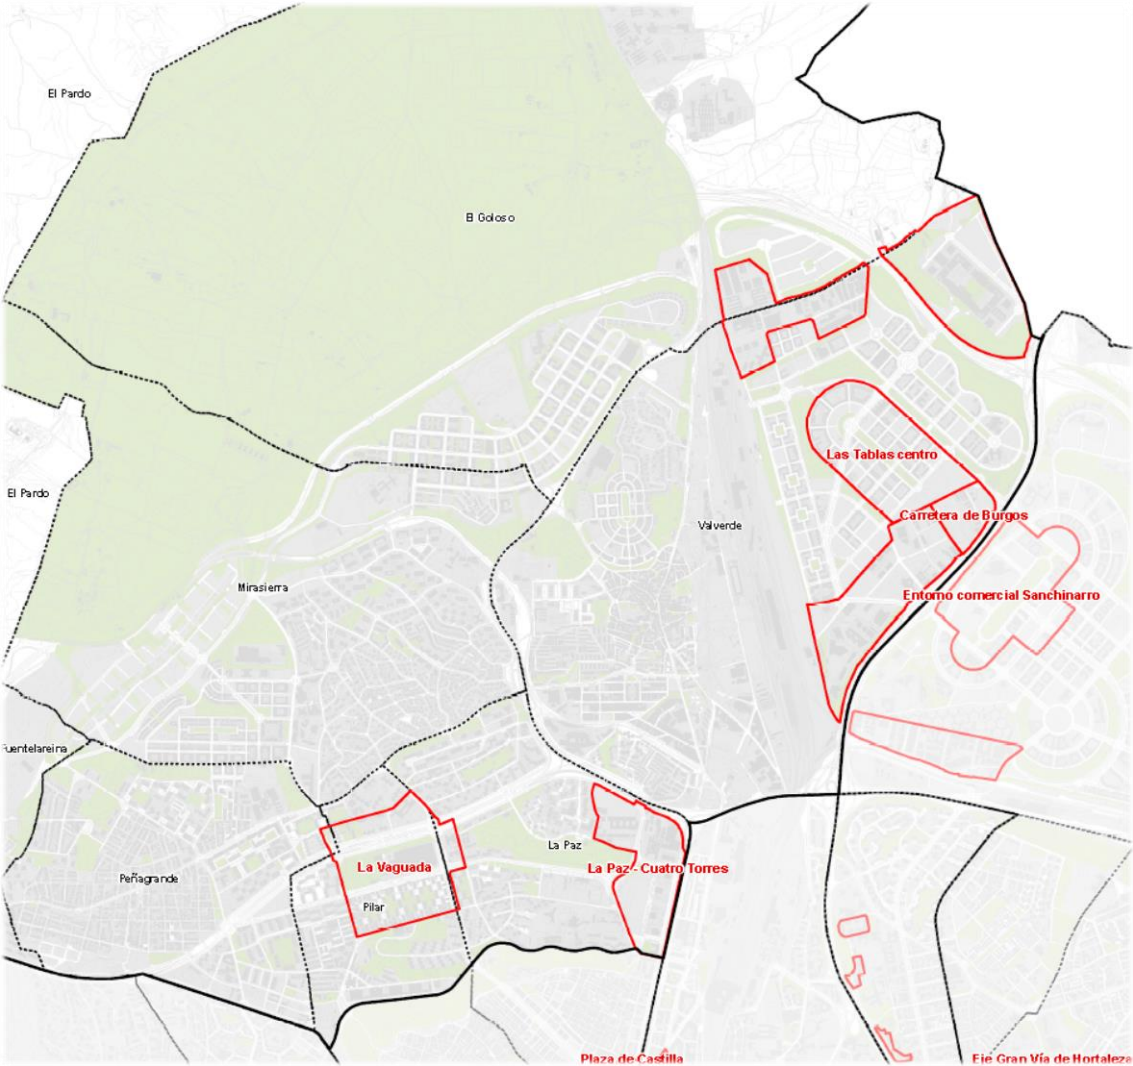 El Pardo
El Goloso
Las Tablas centro
El Pardo
Carretera de Burgos
Valverde
Mirasierra
Entorno comercial Sanchinarro
Fuentelareina
La Paz
La Vaguada
La Paz - Cuatro Torres
Peñagrande
Pilar
Plaza de Castilla
Eje Gran Vía de Hortaleza